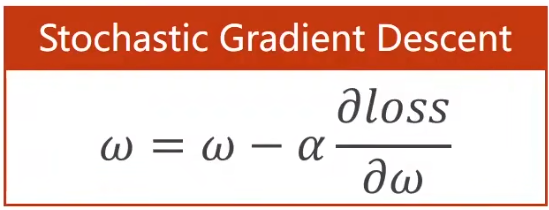 Stochastic Gradient Descent
ω = ω − α ∂loss/∂ω